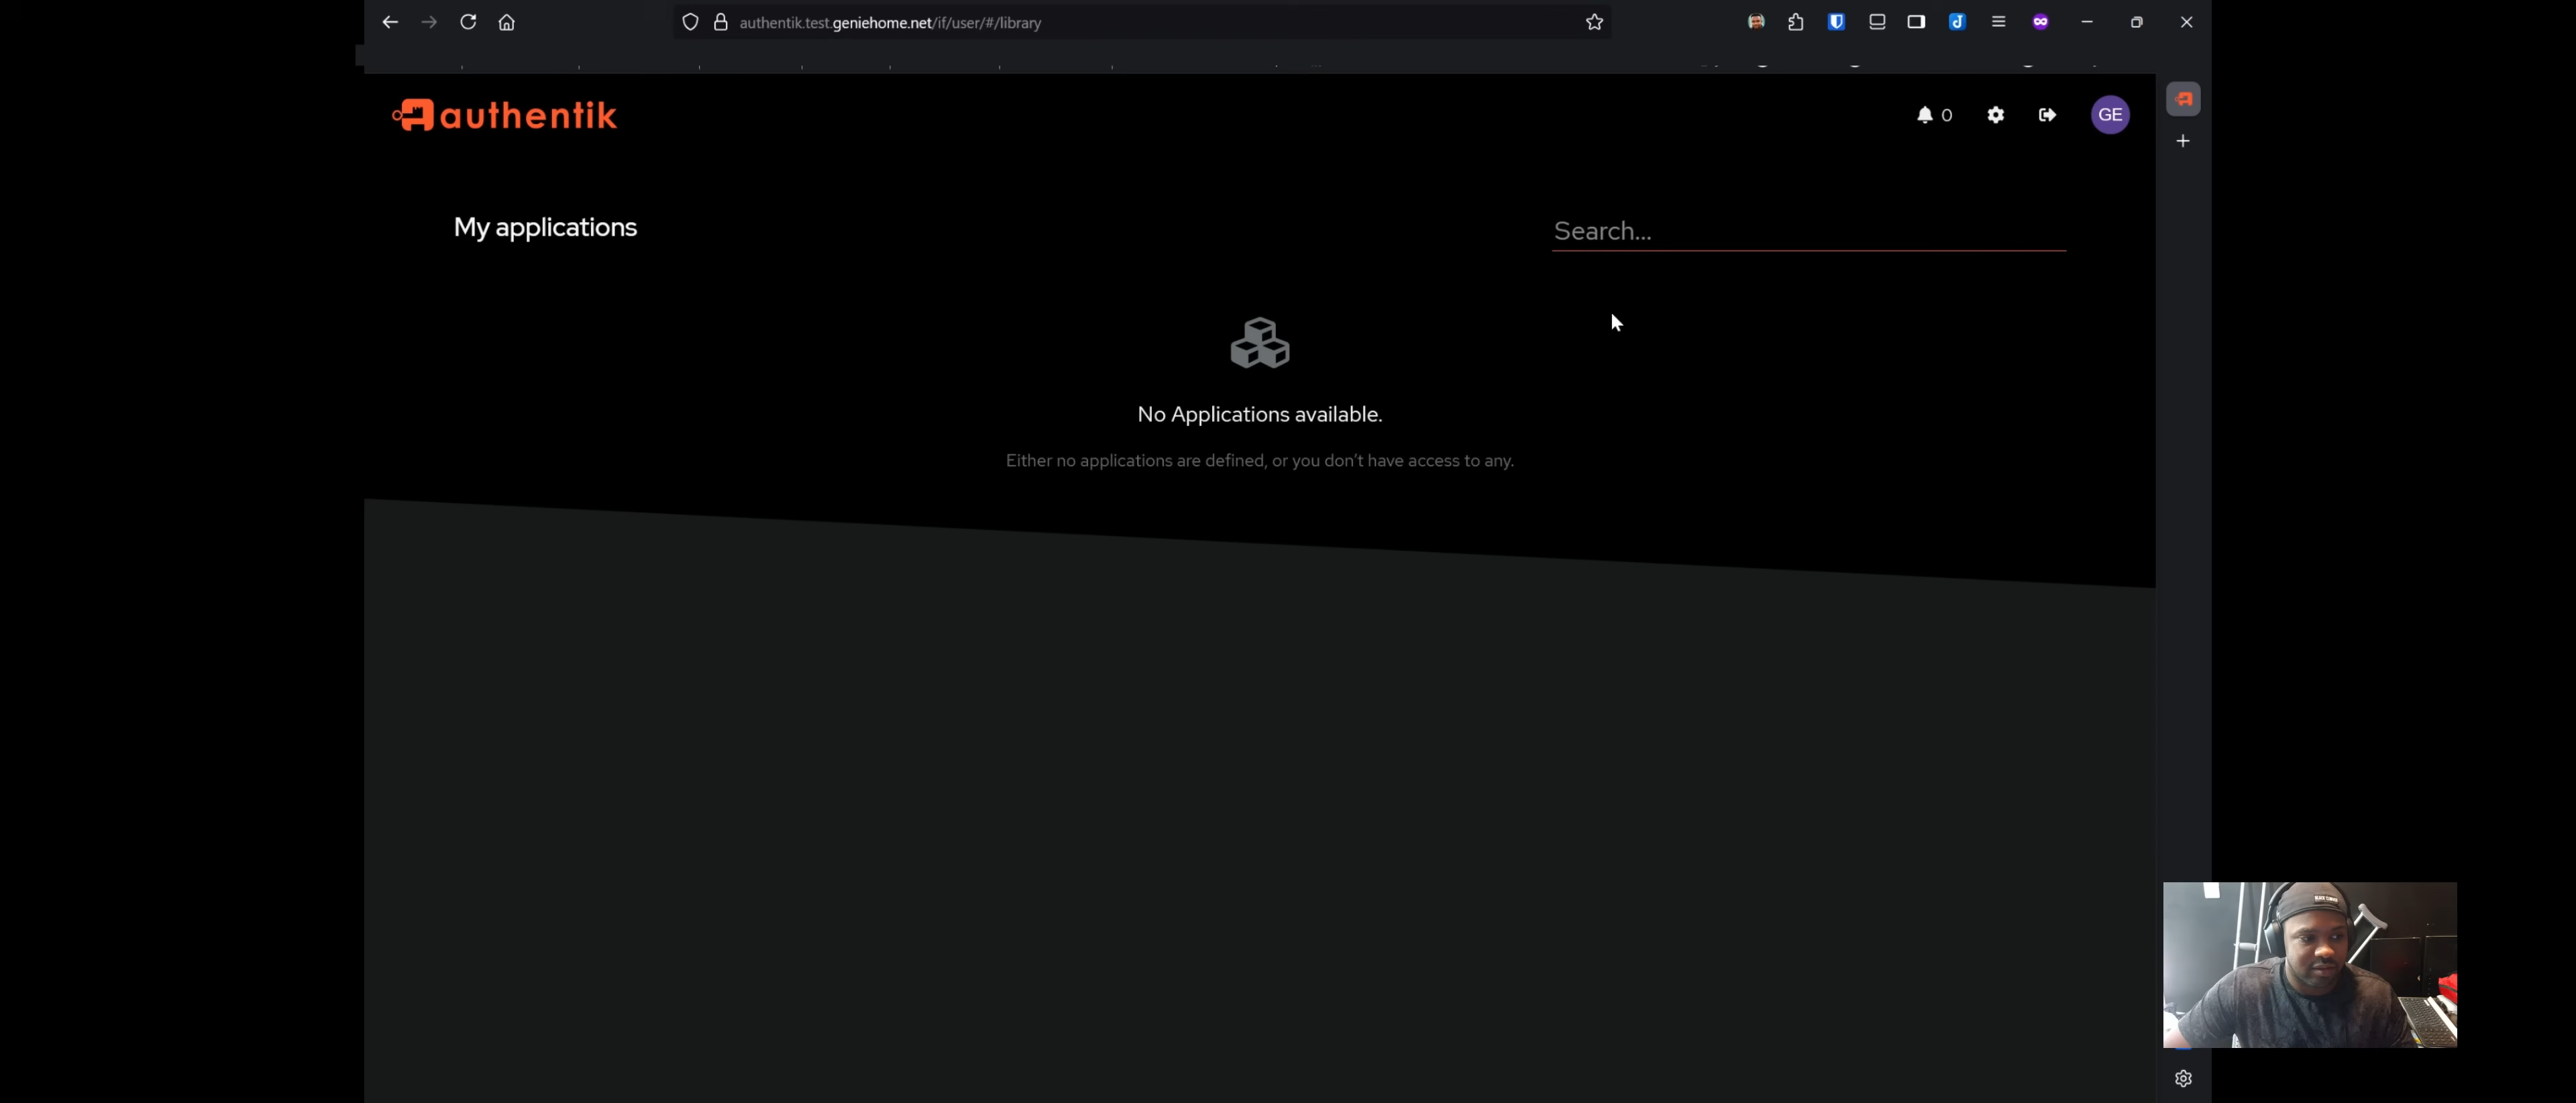 authentik.test.geniehome.net/if/user/#/library
authentik
0
GE
My applications
Search...
No Applications available.
Either no applications are defined, or you don't have access to any.